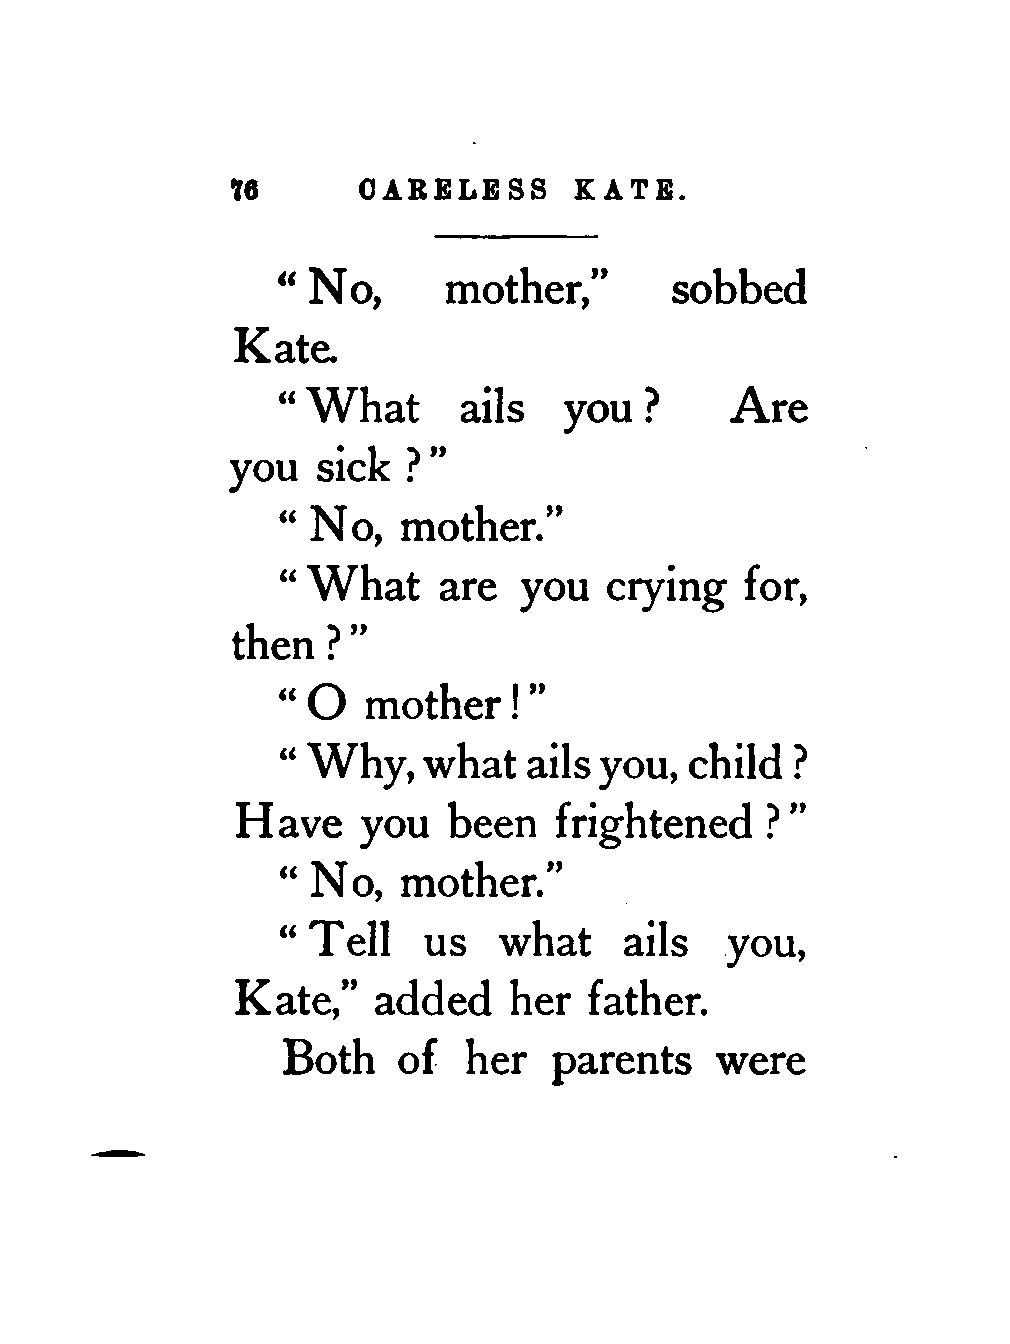 76 CARELESS KATE.
“No, mother,” sobbed
Kate.
“What ails you? Are
you sick?”
“No, mother.”
“What are you crying for,
then?”
“O mother!”
“Why, what ails you, child?
Have you been frightened?”
“No, mother.”
“Tell us what ails you,
Kate,” added her father.
Both of her parents were